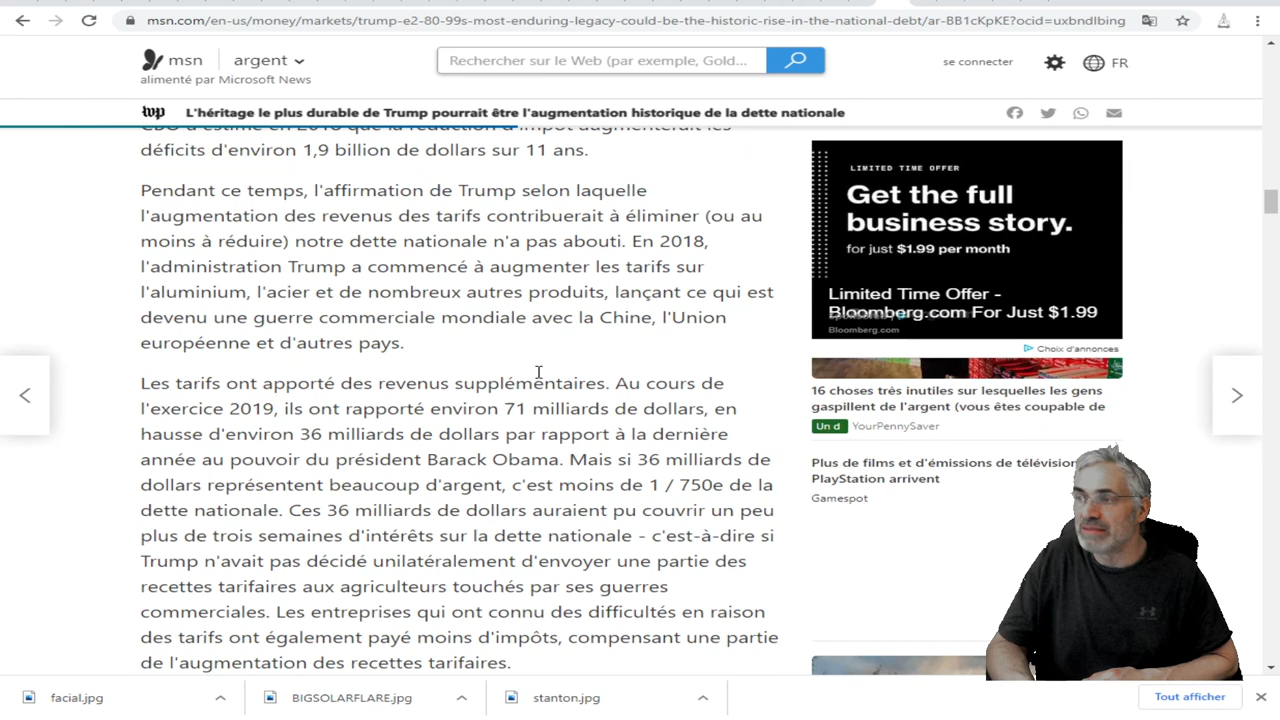 msn.com/en-us/money/markets/trump-e2-80-99s-most-enduring-legacy-could-be-the-historic-rise-in-the-national-debt/ar-BB1cKpKE?ocid=uxbndlbing
msn argent
alimenté par Microsoft News
Rechercher sur le Web (par exemple, Gold...
se connecter
FR
wp L'héritage le plus durable de Trump pourrait être l'augmentation historique de la dette nationale
CBO a estimé en 2018 que la réduction d'impôt augmenterait les
déficits d'environ 1,9 billion de dollars sur 11 ans.
Pendant ce temps, l'affirmation de Trump selon laquelle
l'augmentation des revenus des tarifs contribuerait à éliminer (ou au
moins à réduire) notre dette nationale n'a pas abouti. En 2018,
l'administration Trump a commencé à augmenter les tarifs sur
l'aluminium, l'acier et de nombreux autres produits, lançant ce qui est
devenu une guerre commerciale mondiale avec la Chine, l'Union
européenne et d'autres pays.
Les tarifs ont apporté des revenus supplémentaires. Au cours de
l'exercice 2019, ils ont rapporté environ 71 milliards de dollars, en
hausse d'environ 36 milliards de dollars par rapport à la dernière
année au pouvoir du président Barack Obama. Mais si 36 milliards de
dollars représentent beaucoup d'argent, c'est moins de 1 / 750e de la
dette nationale. Ces 36 milliards de dollars auraient pu couvrir un peu
plus de trois semaines d'intérêts sur la dette nationale - c'est-à-dire si
Trump n'avait pas décidé unilatéralement d'envoyer une partie des
recettes tarifaires aux agriculteurs touchés par ses guerres
commerciales. Les entreprises qui ont connu des difficultés en raison
des tarifs ont également payé moins d'impôts, compensant une partie
de l'augmentation des recettes tarifaires.
LIMITED TIME OFFER
Get the full
business story.
for just $1.99 per month
Limited Time Offer -
Bloomberg.com For Just $1.99
Bloomberg.com
Choix d'annonces
16 choses très inutiles sur lesquelles les gens
gaspillent de l'argent (vous êtes coupable de
Un d YourPennySaver
Plus de films et d'émissions de télévision
PlayStation arrivent
Gamespot
facial.jpg
BIGSOLARFLARE.jpg
stanton.jpg
Tout afficher